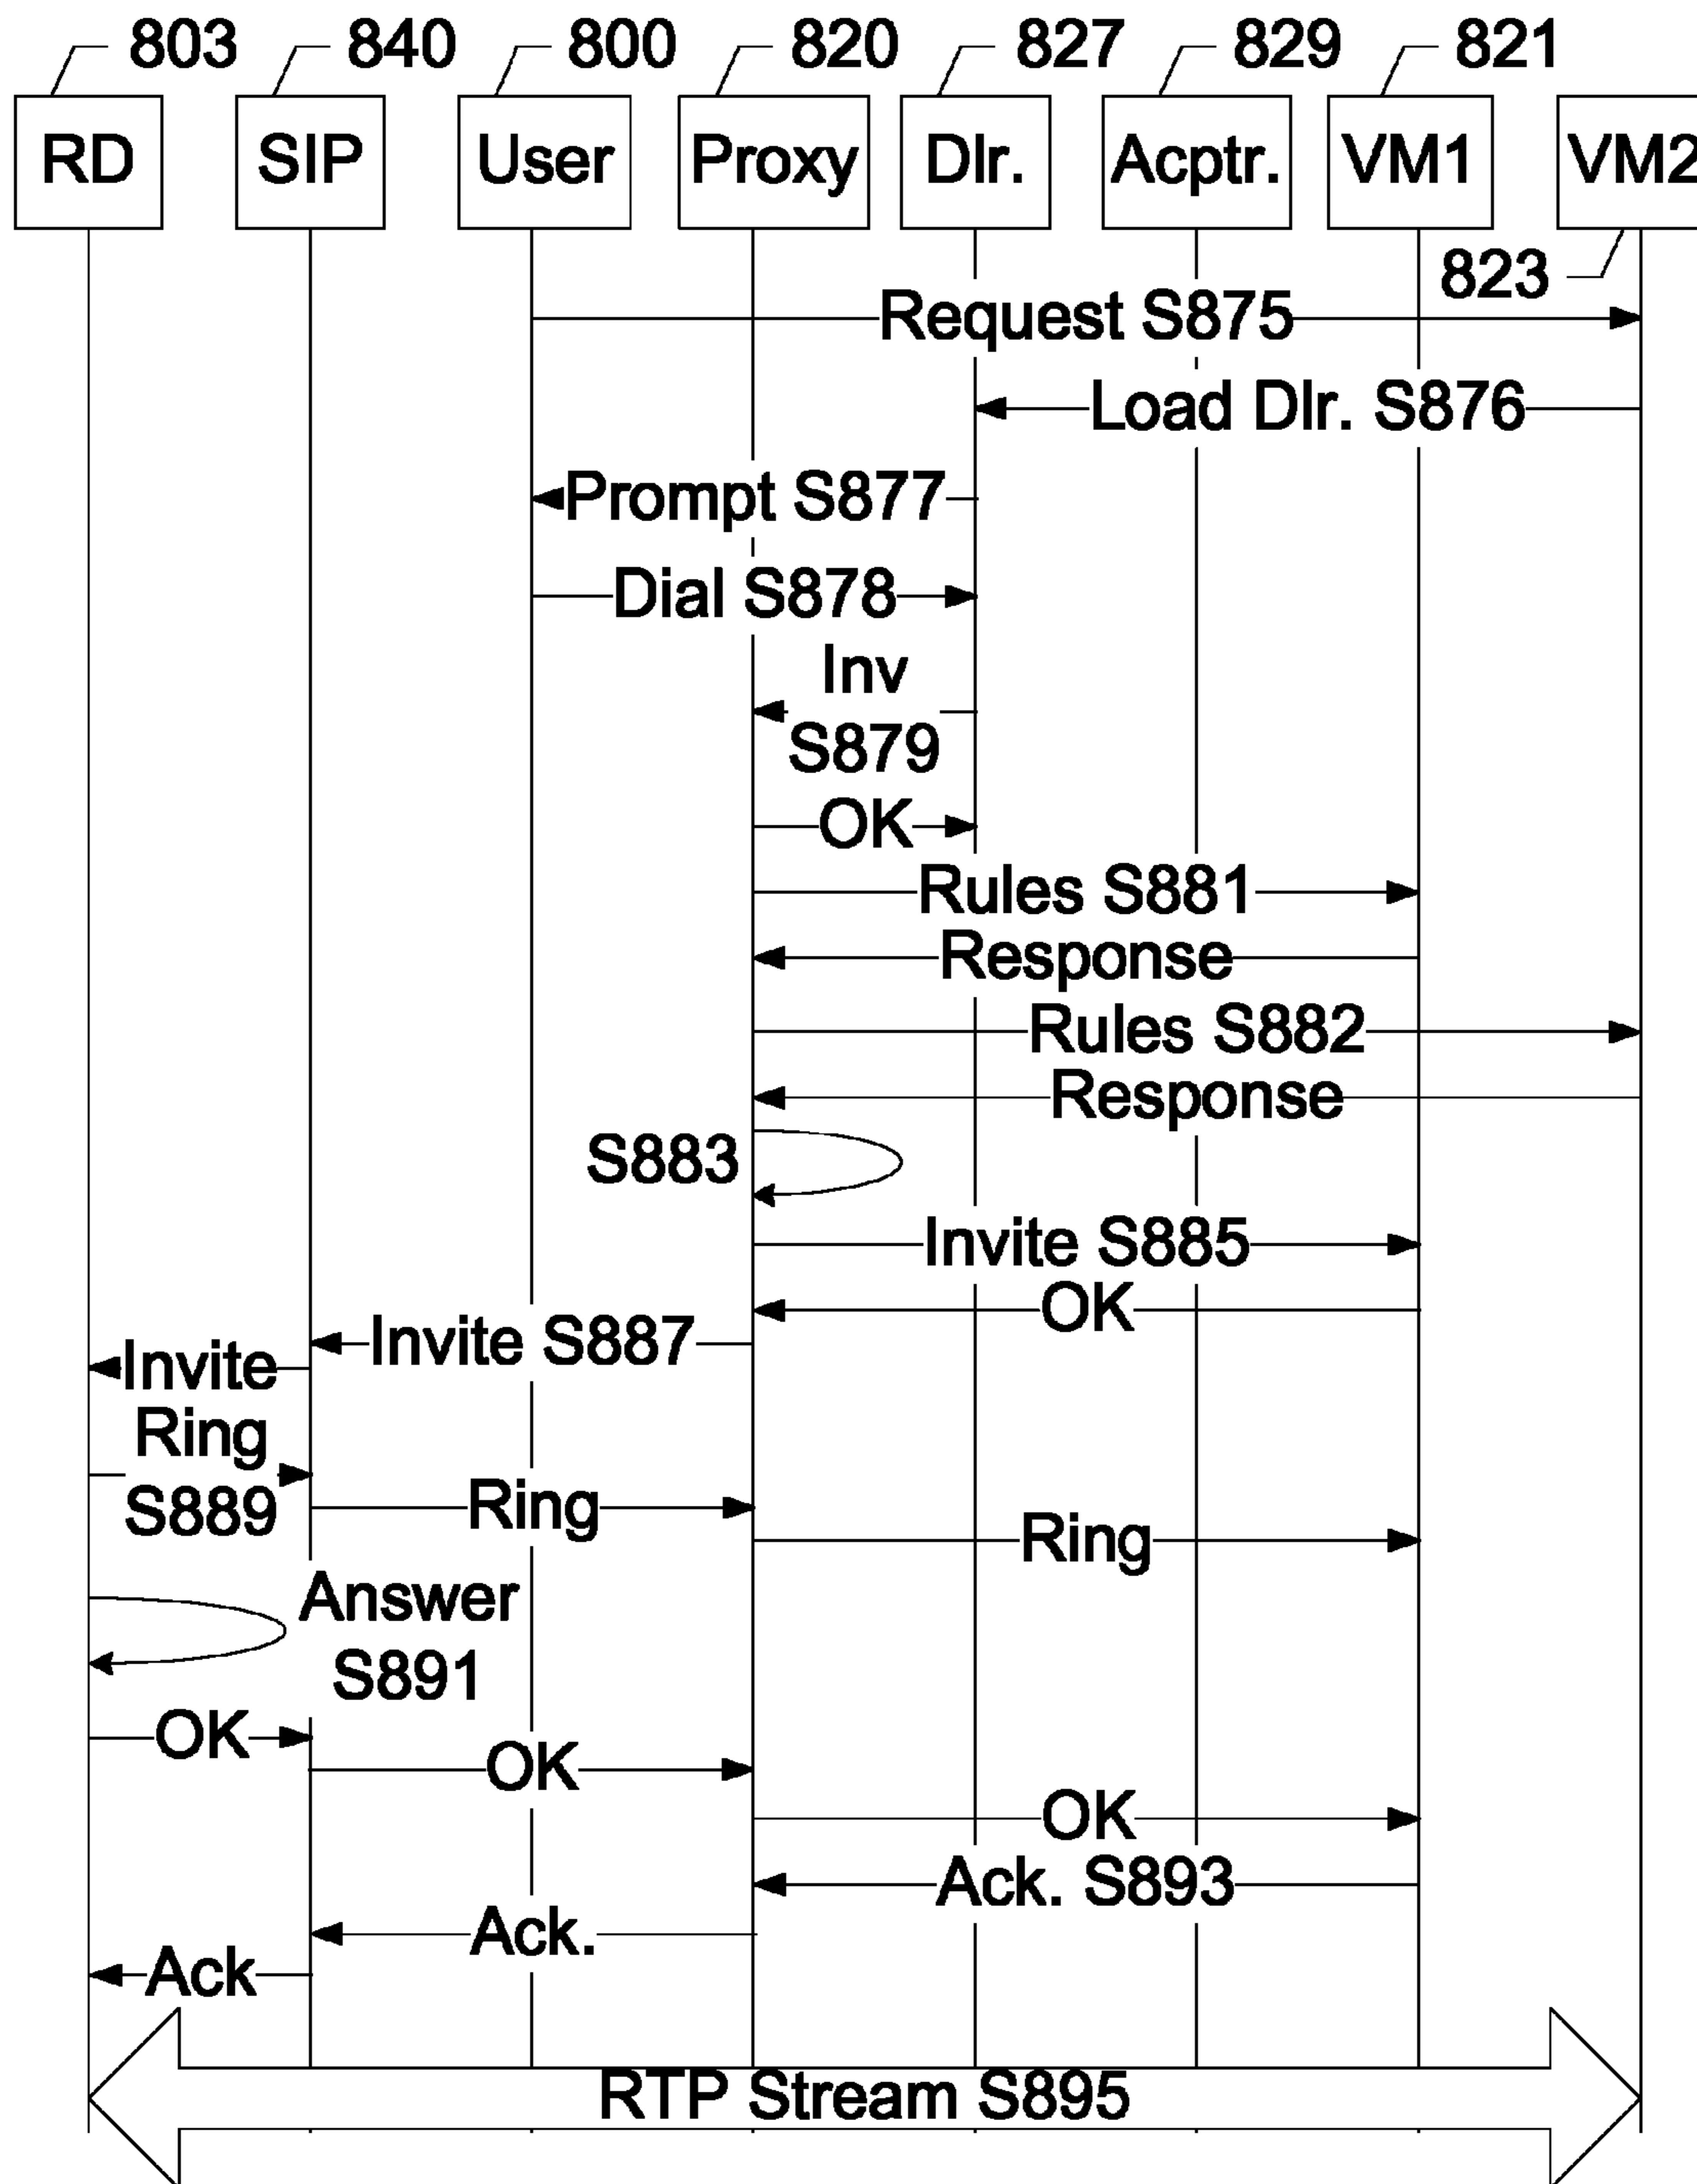 803 840 800 820 827 829 821
RD SIP User Proxy Dlr. Acptr. VM1 VM2
823
Request S875
Load Dlr. S876
Prompt S877
Dial S878
Inv
S879
OK
Rules S881
Response
Rules S882
Response
S883
Invite S885
OK
Invite S887
Invite
Ring
S889
Ring
Ring
Answer
S891
OK
OK
OK
Ack. S893
Ack.
Ack
RTP Stream S895